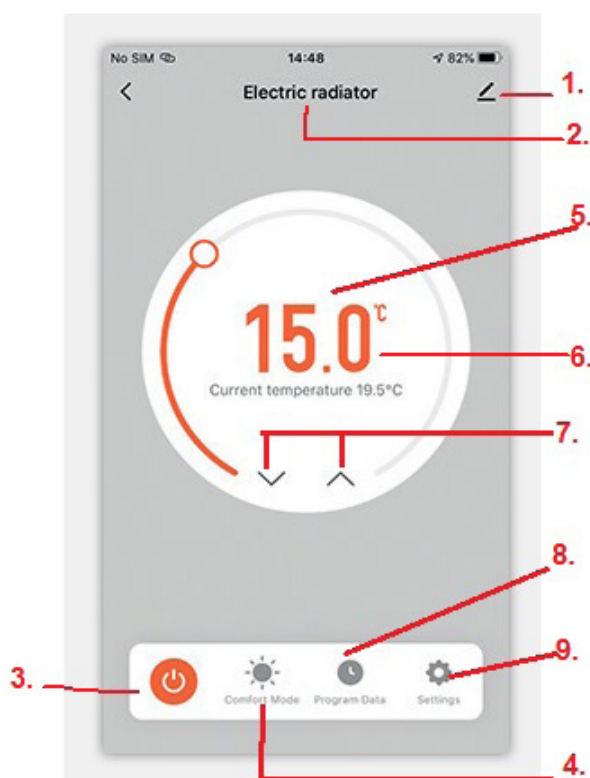 No SIM 14:48 82%
Electric radiator 1.
2.
5.
15.0°C
6.
Current temperature 19.5°C
7.
8.
3.
9.
Comfort Mode Program Data Settings
4.